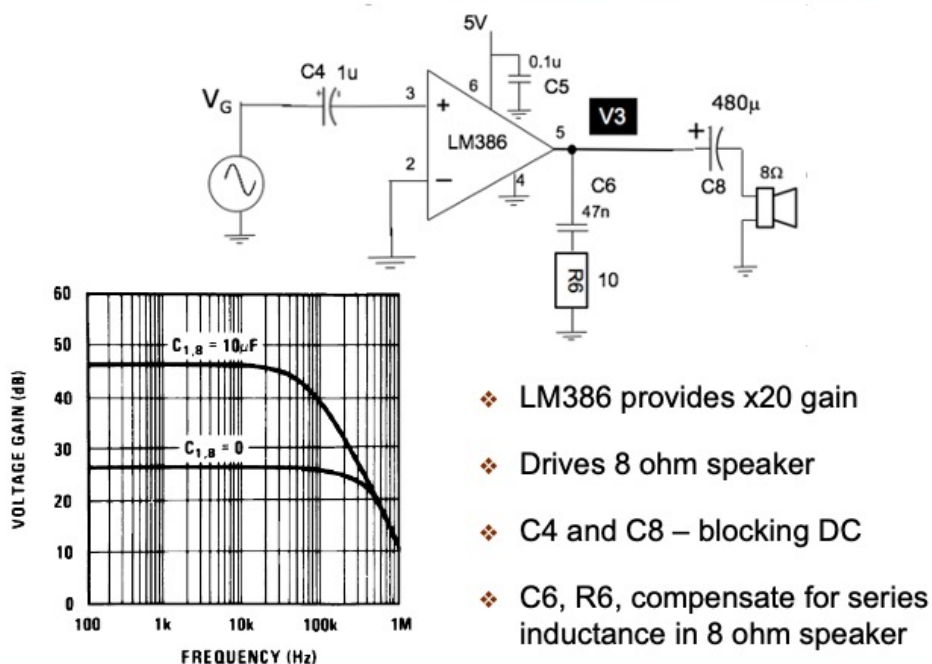 5V
0.1u
C5
C4 1u
VG
3
+
6
LM386
2
−
4
5
V3
480μ
+
C8
8Ω
C6
47n
R6
10
60
50
40
30
20
10
0
VOLTAGE GAIN (dB)
C1,8 = 10μF
C1,8 = 0
100
1k
10k
100k
1M
FREQUENCY (Hz)
❖ LM386 provides x20 gain
❖ Drives 8 ohm speaker
❖ C4 and C8 – blocking DC
❖ C6, R6, compensate for series
inductance in 8 ohm speaker